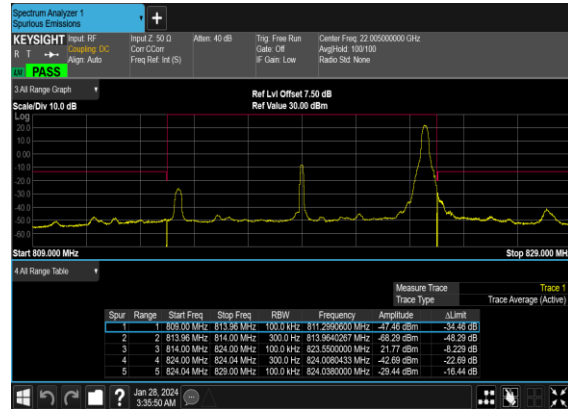 Spectrum Analyzer 1
Spurious Emissions
+
KEYSIGHT Input: RF Input Z: 50 Ω Atten: 40 dB Trig: Free Run Center Freq: 22.005000000 GHz
R T Coupling: DC Corr CCorr Gate: Off Avg|Hold: 100/100
Align: Auto Freq Ref: Int (S) IF Gain: Low Radio Std: None
LW PASS
3 All Range Graph
Ref Lvl Offset 7.50 dB
Scale/Div 10.0 dB Ref Value 30.00 dBm
Log
20.0
10.0
0.00
-10.0
-20.0
-30.0
-40.0
-50.0
-60.0
Start 809.000 MHz Stop 829.000 MH
4 All Range Table
Measure Trace Trace 1
Trace Type Trace Average (Active)
Spur Range Start Freq Stop Freq RBW Frequency Amplitude ΔLimit
1 1 809.00 MHz 813.96 MHz 100.0 kHz 811.2990600 MHz -47.46 dBm -34.46 dB
2 2 813.96 MHz 814.00 MHz 300.0 Hz 813.9640267 MHz -68.29 dBm -48.29 dB
3 3 814.00 MHz 824.00 MHz 100.0 kHz 823.5500000 MHz 21.77 dBm -8.229 dB
4 4 824.00 MHz 824.04 MHz 300.0 Hz 824.0080433 MHz -42.69 dBm -22.69 dB
5 5 824.04 MHz 829.00 MHz 100.0 kHz 824.0380000 MHz -29.44 dBm -16.44 dB
? Jan 28, 2024
3:35:50 AM